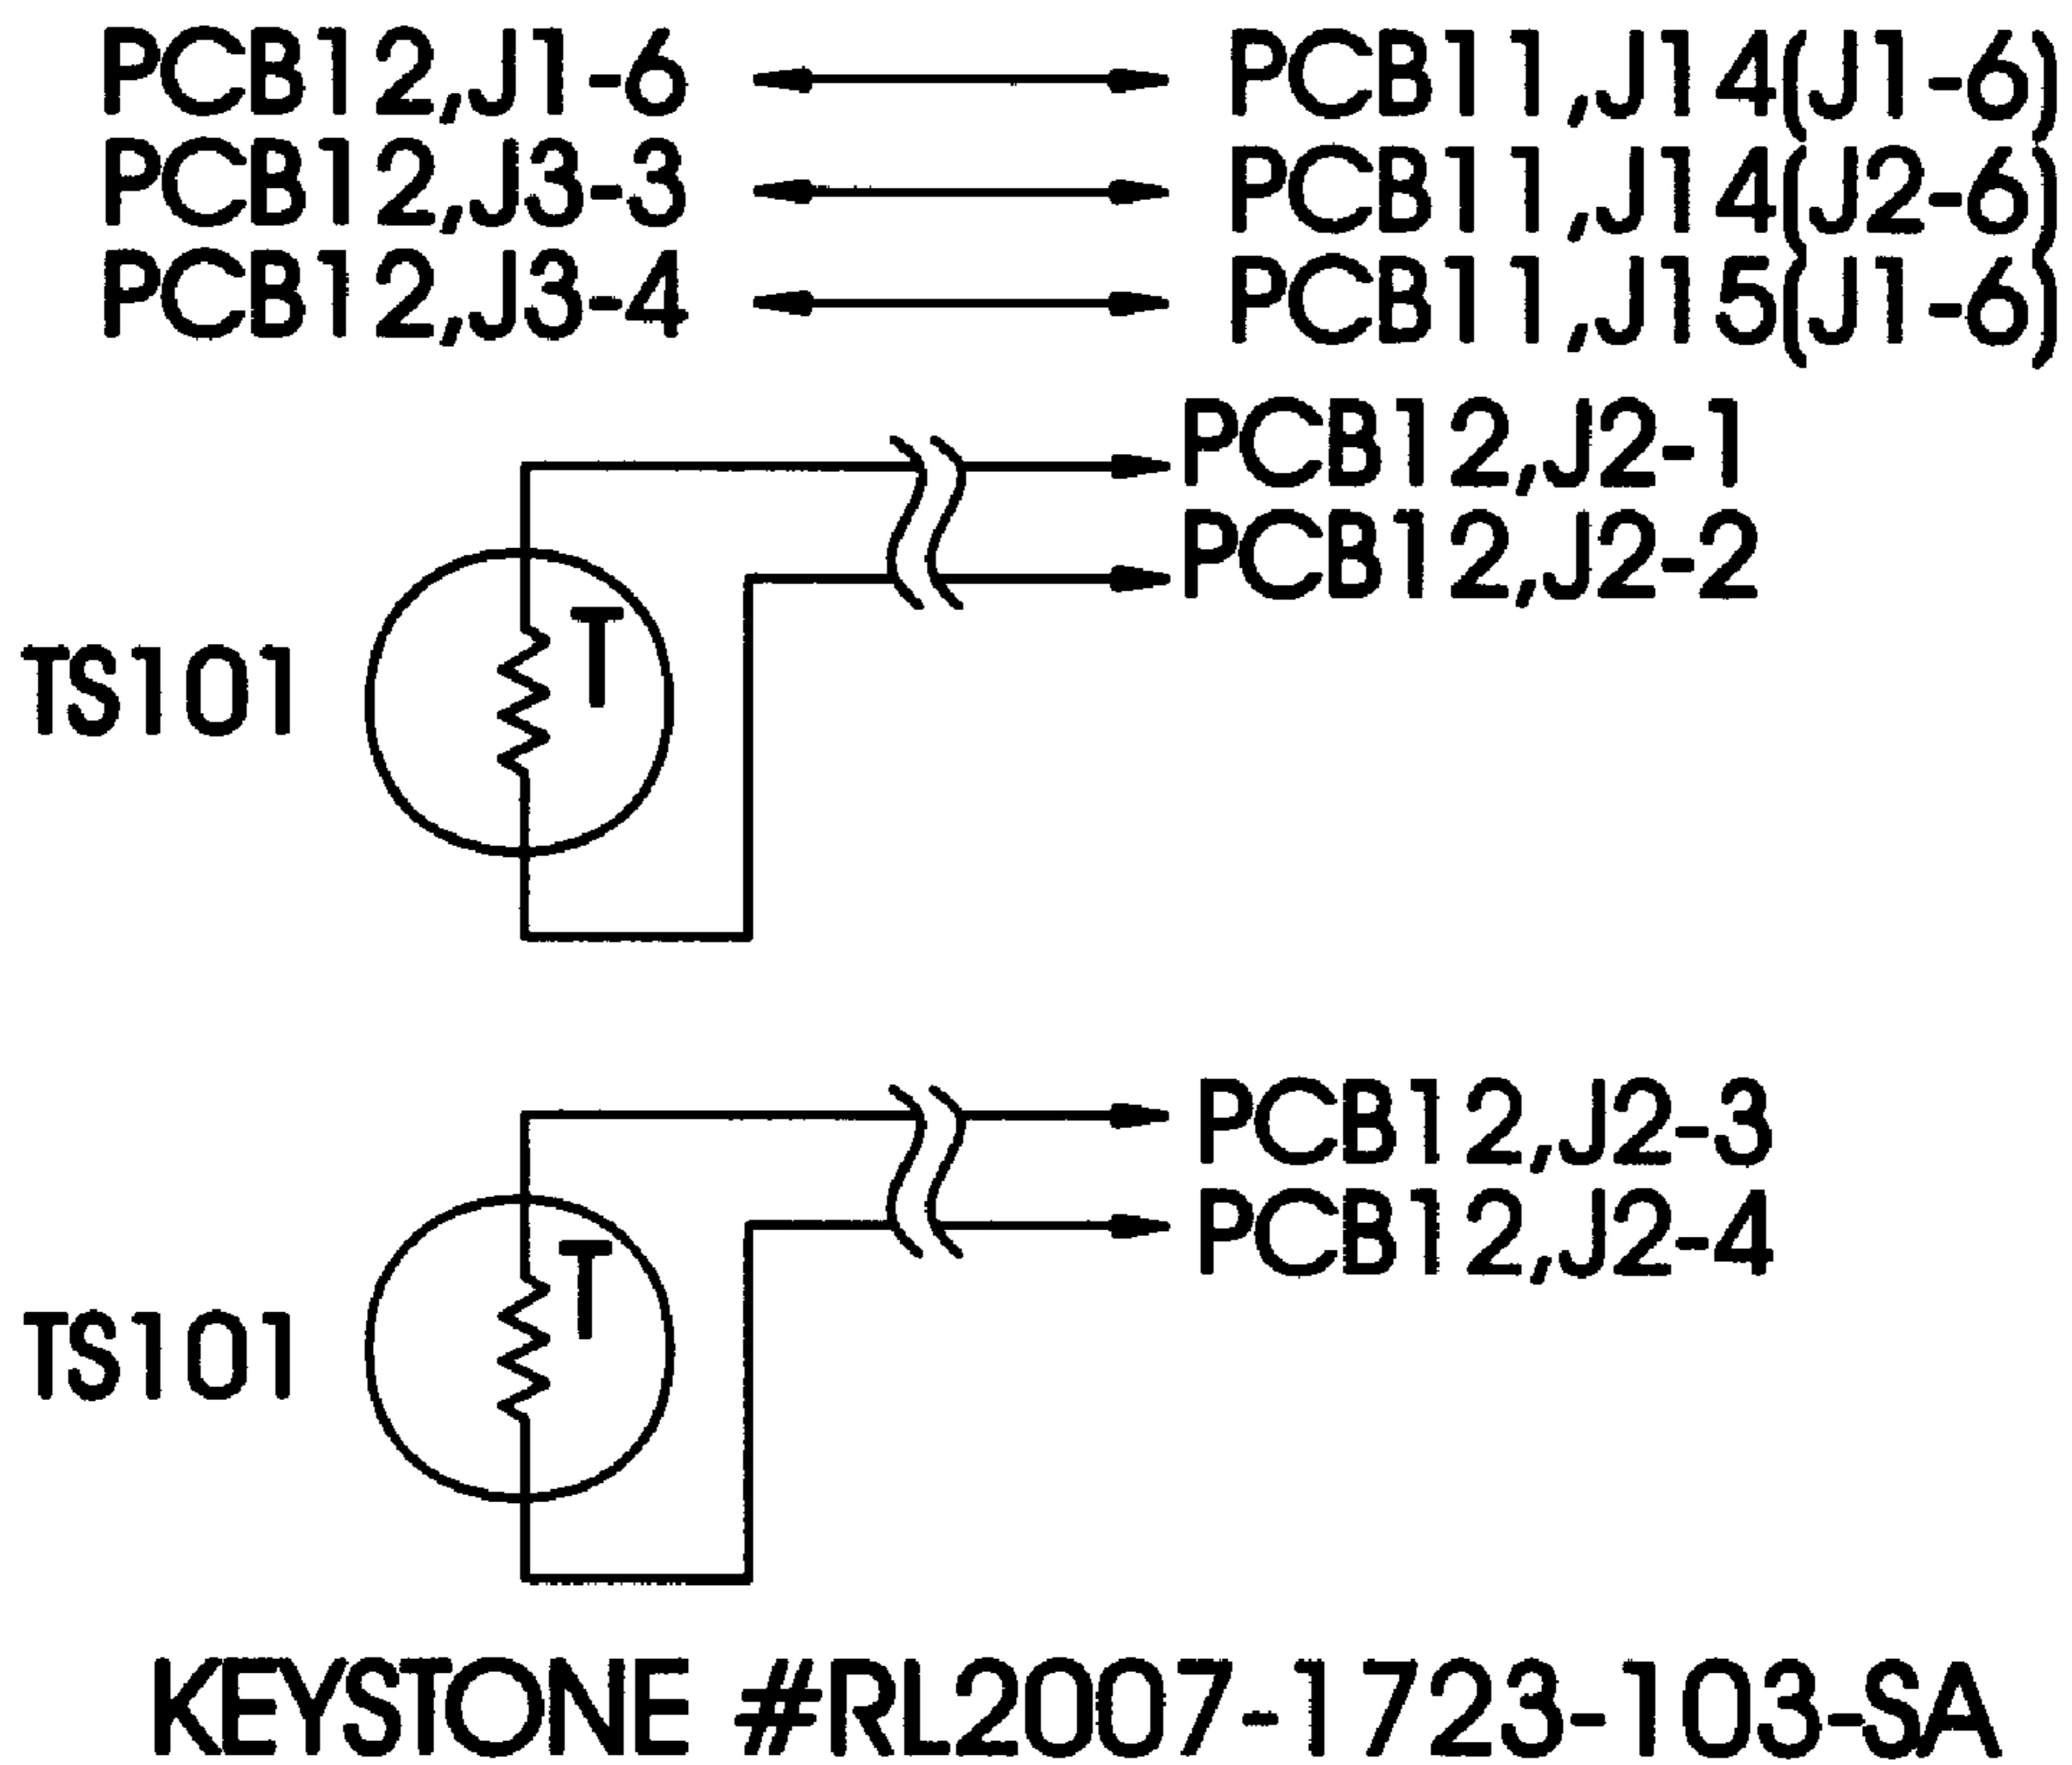 PCB12,J1-6 PCB11,J14(J1-6)
PCB12,J3-3 PCB11,J14(J2-6)
PCB12,J3-4 PCB11,J15(J1-6)
PCB12,J2-1
PCB12,J2-2
T
TS101
PCB12,J2-3
PCB12,J2-4
T
TS101
KEYSTONE #RL2007-1723-103-SA